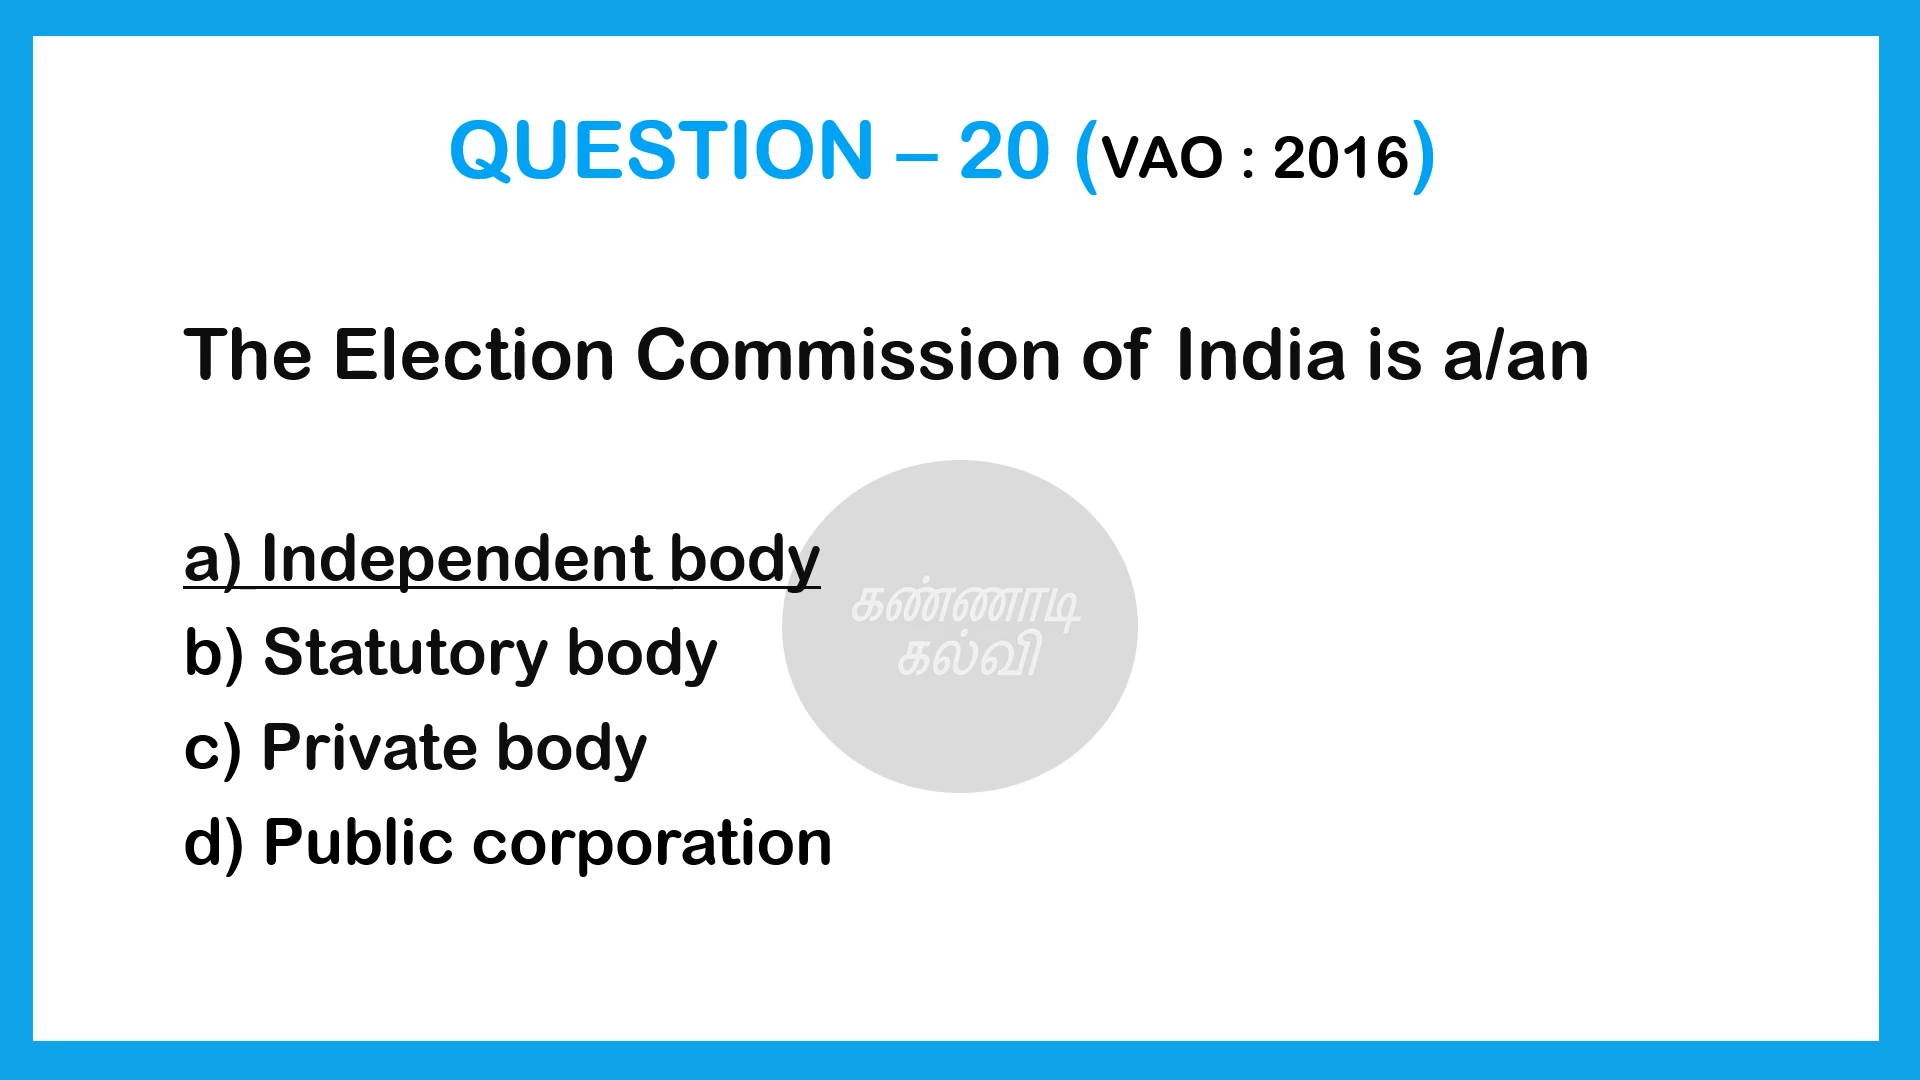 QUESTION – 20 (VAO : 2016)
The Election Commission of India is a/an
a) Independent body
b) Statutory body
c) Private body
d) Public corporation
கண்ணாடி
கல்வி